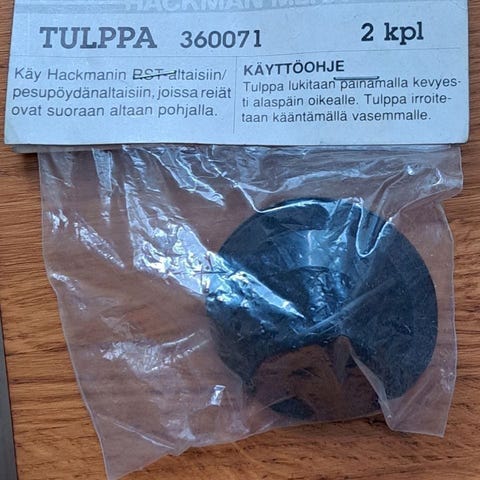 HACKMAN
TULPPA 360071 2 kpl
Käy Hackmanin RST-altaisiin/
pesupöydänaltaisiin, joissa reiät
ovat suoraan altaan pohjalla.
KÄYTTÖOHJE
Tulppa lukitaan painamalla kevyes-
ti alaspäin oikealle. Tulppa irroite-
taan kääntämällä vasemmalle.